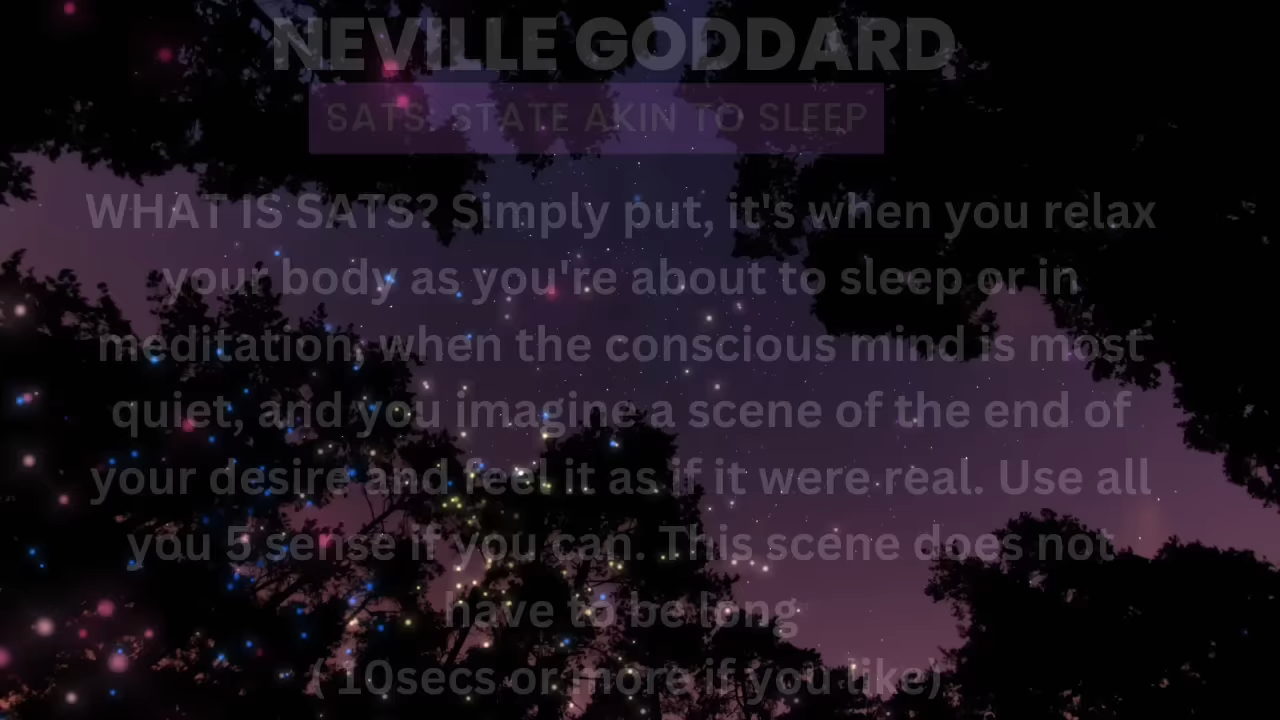 NEVILLE GODDARD
SATS: STATE AKIN TO SLEEP
WHAT IS SATS? Simply put, it's when you relax
your body as you're about to sleep or in
meditation, when the conscious mind is most
quiet, and you imagine a scene of the end of
your desire and feel it as if it were real. Use all
you 5 sense if you can. This scene does not
have to be long
( 10secs or more if you like)